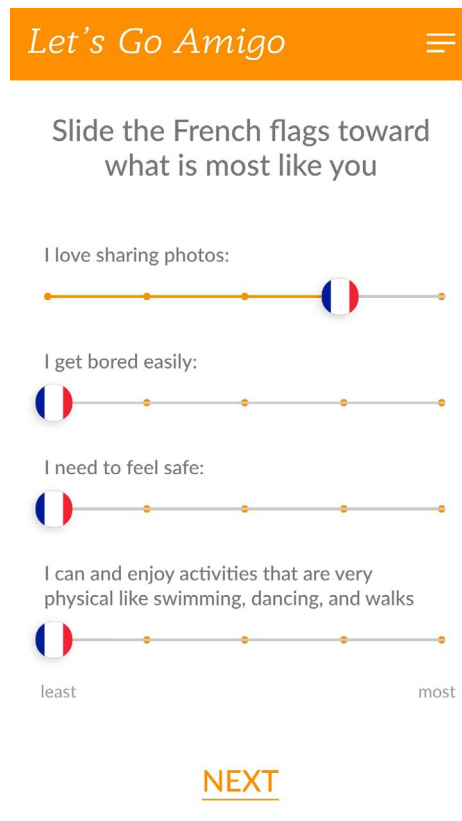 Let's Go Amigo
Slide the French flags toward
what is most like you
I love sharing photos:
I get bored easily:
I need to feel safe:
I can and enjoy activities that are very
physical like swimming, dancing, and walks
least most
NEXT